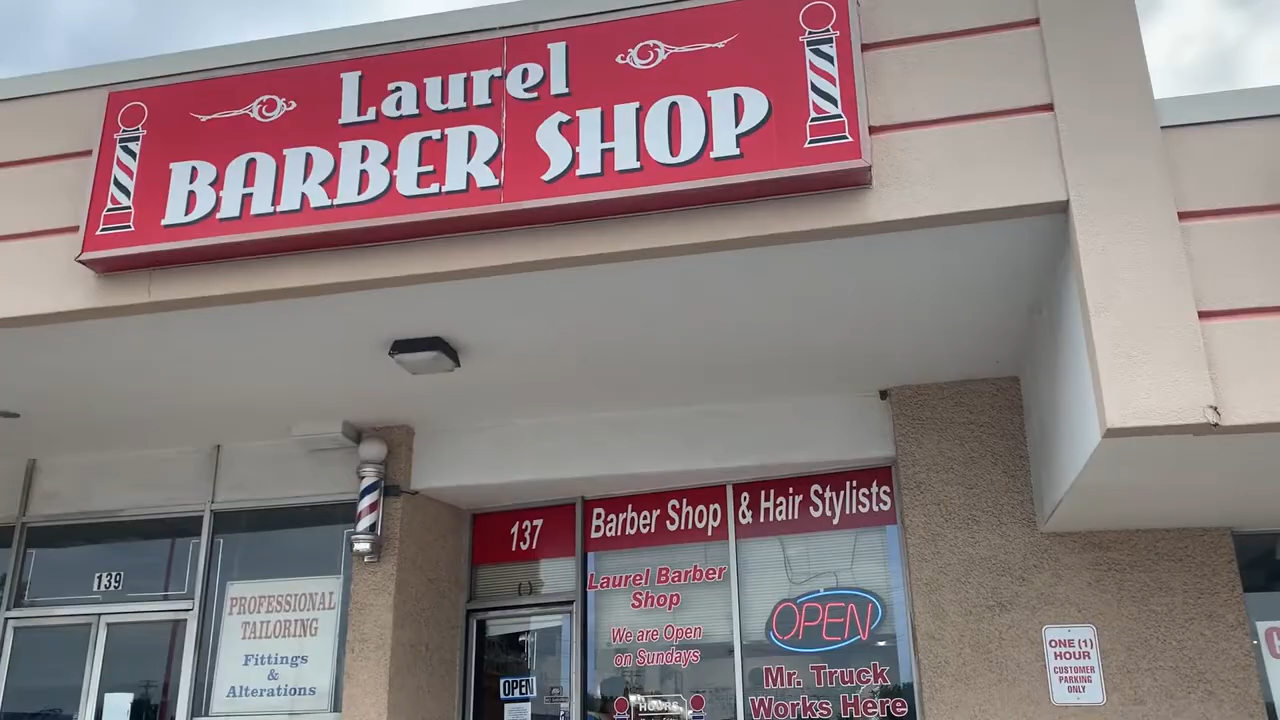 Laurel
BARBER SHOP
137
Barber Shop & Hair Stylists
Laurel Barber
Shop
We are Open
on Sundays
OPEN
Mr. Truck
Works Here
OPEN
HOURS
139
PROFESSIONAL
TAILORING
Fittings
&
Alterations
ONE (1)
HOUR
CUSTOMER
PARKING
ONLY